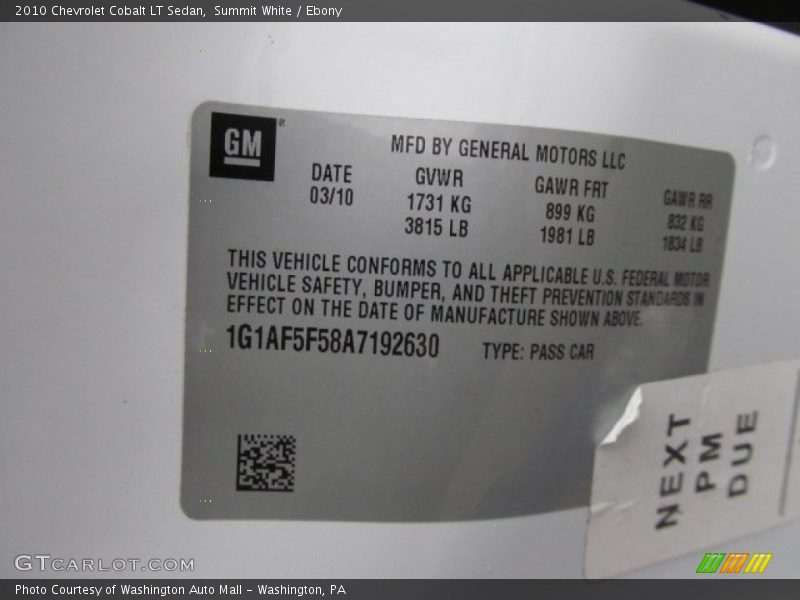 2010 Chevrolet Cobalt LT Sedan, Summit White / Ebony
GM
MFD BY GENERAL MOTORS LLC
DATE GVWR GAWR FRT GAWR RR
03/10 1731 KG 899 KG 832 KG
3815 LB 1981 LB 1834 LB
THIS VEHICLE CONFORMS TO ALL APPLICABLE U.S. FEDERAL MOTOR
VEHICLE SAFETY, BUMPER, AND THEFT PREVENTION STANDARDS IN
EFFECT ON THE DATE OF MANUFACTURE SHOWN ABOVE.
1G1AF5F58A7192630 TYPE: PASS CAR
NEXT
PM
DUE
GTCARLOT.COM
Photo Courtesy of Washington Auto Mall – Washington, PA